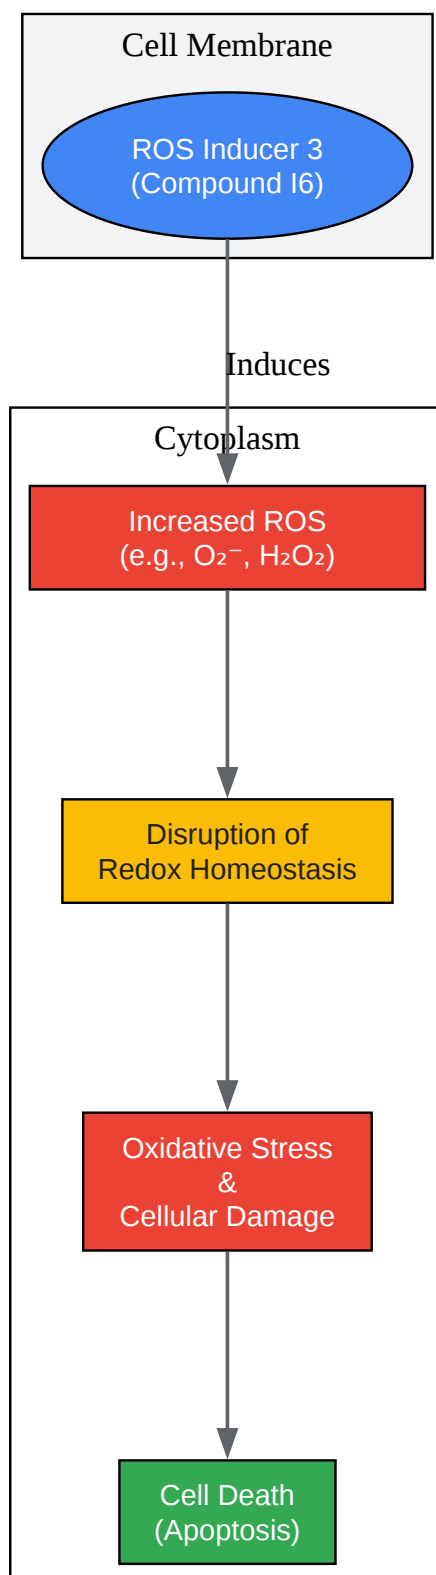 Cell Membrane
ROS Inducer 3
(Compound I6)
Induces
Cytoplasm
Increased ROS
(e.g., O₂⁻, H₂O₂)
Disruption of
Redox Homeostasis
Oxidative Stress
&
Cellular Damage
Cell Death
(Apoptosis)